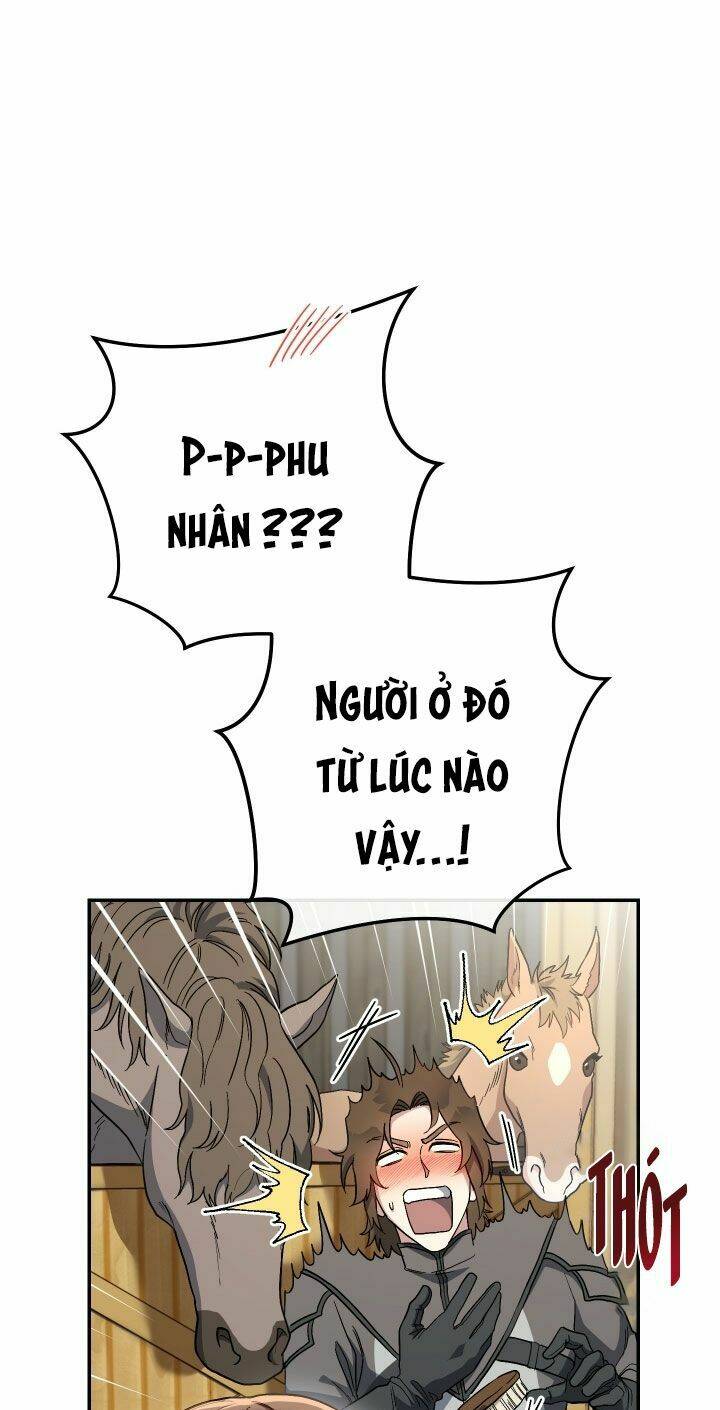 P-P-PHU
NHÂN ???
NGƯỜI Ở ĐÓ
TỪ LÚC NÀO
VẬY...!
THÓT